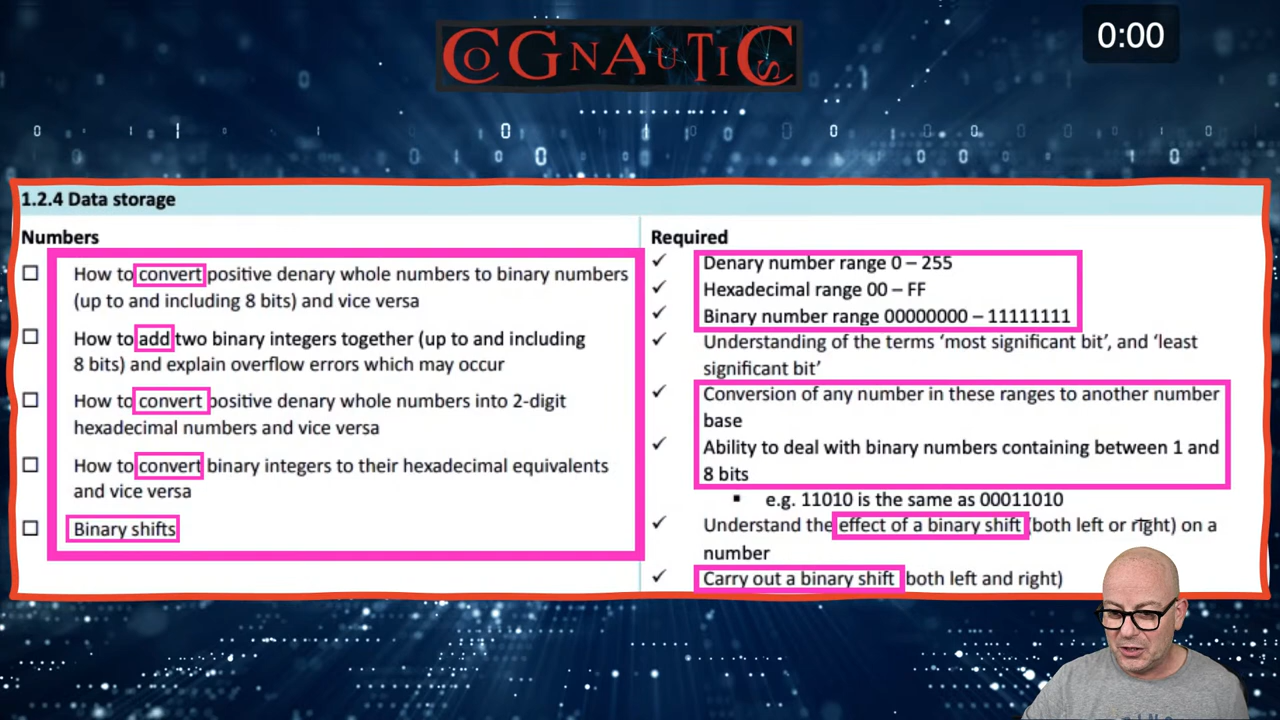 COGNAUTICS
0:00
1.2.4 Data storage
Numbers
How to convert positive denary whole numbers to binary numbers
(up to and including 8 bits) and vice versa
How to add two binary integers together (up to and including
8 bits) and explain overflow errors which may occur
How to convert positive denary whole numbers into 2-digit
hexadecimal numbers and vice versa
How to convert binary integers to their hexadecimal equivalents
and vice versa
Binary shifts
Required
Denary number range 0 – 255
Hexadecimal range 00 – FF
Binary number range 00000000 – 11111111
Understanding of the terms ‘most significant bit’, and ‘least
significant bit’
Conversion of any number in these ranges to another number
base
Ability to deal with binary numbers containing between 1 and
8 bits
e.g. 11010 is the same as 00011010
Understand the effect of a binary shift (both left or right) on a
number
Carry out a binary shift (both left and right)